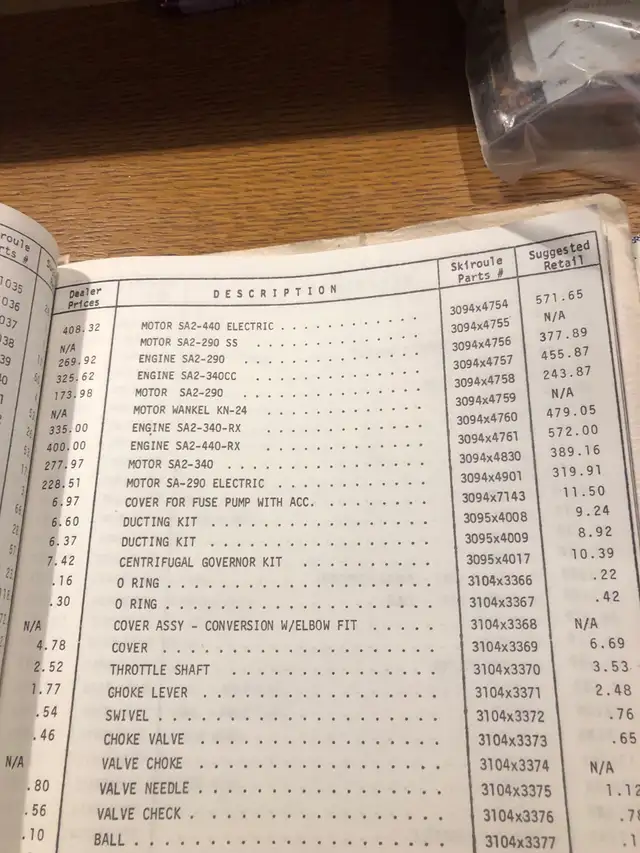 Dealer Prices DESCRIPTION Skiroule Parts # Suggested Retail
408.32 MOTOR SA2-440 ELECTRIC . . . . . . . . . . . . 3094x4754 571.65
N/A MOTOR SA2-290 SS . . . . . . . . . . . . 3094x4755 N/A
269.92 ENGINE SA2-290 . . . . . . . . . . . . 3094x4756 377.89
325.62 ENGINE SA2-340CC . . . . . . . . . . . . 3094x4757 455.87
173.98 MOTOR SA2-290 . . . . . . . . . . . . 3094x4758 243.87
N/A MOTOR WANKEL KN-24 . . . . . . . . . . . . 3094x4759 N/A
335.00 ENGINE SA2-340-RX . . . . . . . . . . . . 3094x4760 479.05
400.00 ENGINE SA2-440-RX . . . . . . . . . . . . 3094x4761 572.00
277.97 MOTOR SA2-340 . . . . . . . . . . . . 3094x4830 389.16
228.51 MOTOR SA-290 ELECTRIC . . . . . . . . . . . . 3094x4901 319.91
6.97 COVER FOR FUSE PUMP WITH ACC. . . . . . . . . 3094x7143 11.50
6.60 DUCTING KIT . . . . . . . . . . . . 3095x4008 9.24
6.37 DUCTING KIT . . . . . . . . . . . . 3095x4009 8.92
7.42 CENTRIFUGAL GOVERNOR KIT . . . . . . . . 3095x4017 10.39
.16 O RING . . . . . . . . . . . . . . . 3104x3366 .22
.30 O RING . . . . . . . . . . . . . . . 3104x3367 .42
N/A COVER ASSY - CONVERSION W/ELBOW FIT . . . . . 3104x3368 N/A
4.78 COVER . . . . . . . . . . . . . . . 3104x3369 6.69
2.52 THROTTLE SHAFT . . . . . . . . . . . . 3104x3370 3.53
1.77 CHOKE LEVER . . . . . . . . . . . . . 3104x3371 2.48
.54 SWIVEL . . . . . . . . . . . . . . . 3104x3372 .76
.46 CHOKE VALVE . . . . . . . . . . . . . 3104x3373 .65
N/A VALVE CHOKE . . . . . . . . . . . . . 3104x3374 N/A
.80 VALVE NEEDLE . . . . . . . . . . . . . 3104x3375 1.12
.56 VALVE CHECK . . . . . . . . . . . . . 3104x3376
.10 BALL . . . . . . . . . . . . . . . . 3104x3377